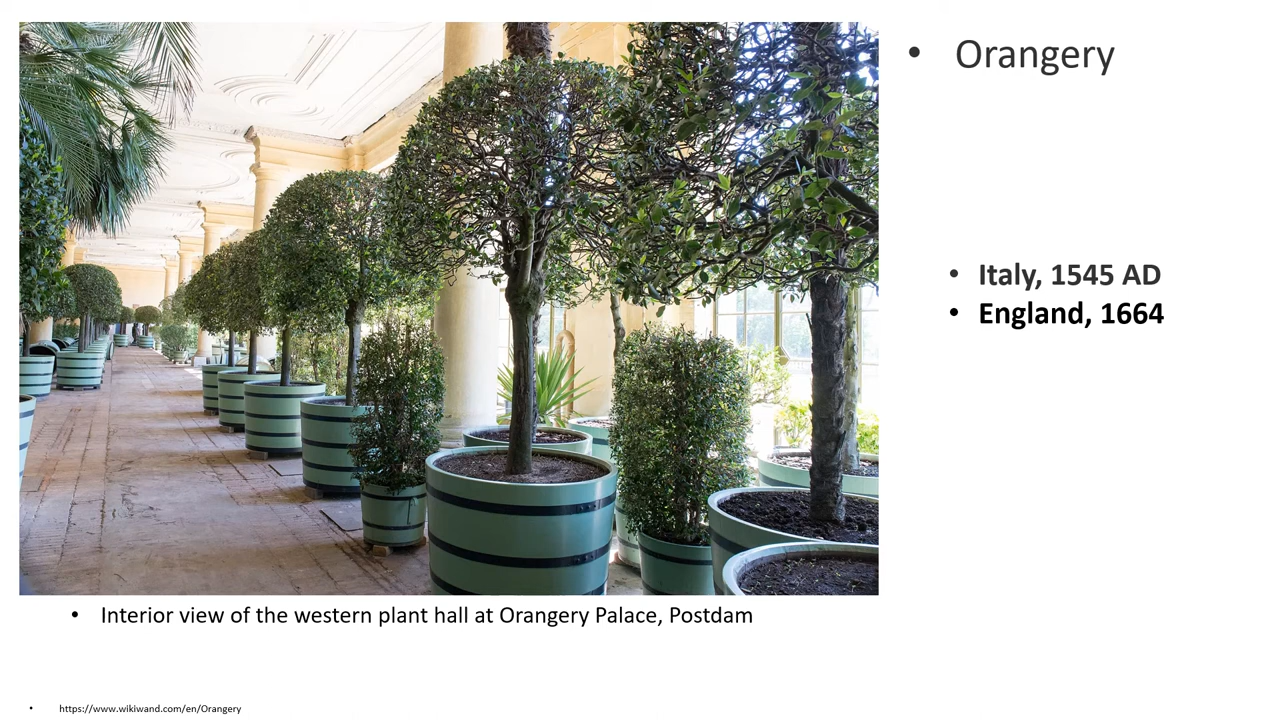 • Orangery
• Italy, 1545 AD
• England, 1664
• Interior view of the western plant hall at Orangery Palace, Postdam
• https://www.wikiwand.com/en/Orangery